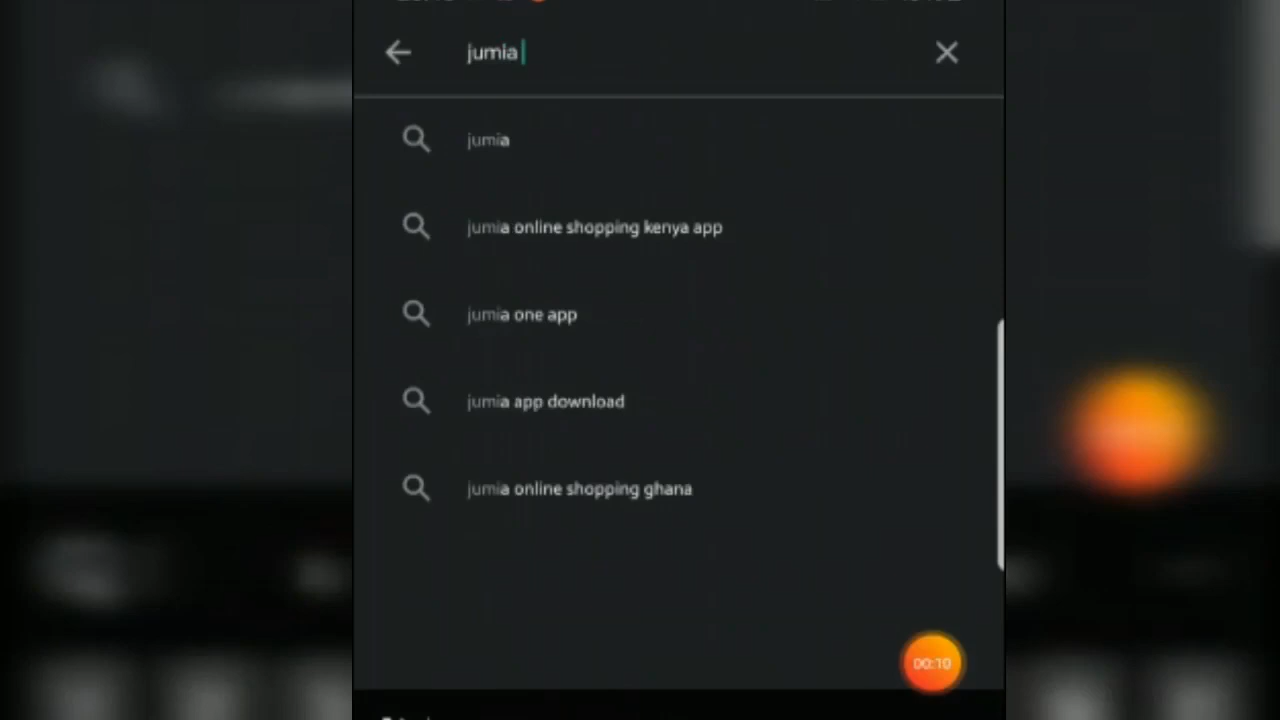 jumia
jumia
jumia online shopping kenya app
jumia one app
jumia app download
jumia online shopping ghana
00:10